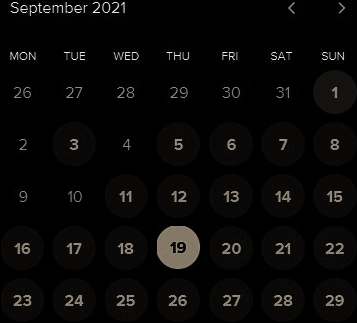 September 2021
MON TUE WED THU FRI SAT SUN
26 27 28 29 30 31 1
2 3 4 5 6 7 8
9 10 11 12 13 14 15
16 17 18 19 20 21 22
23 24 25 26 27 28 29